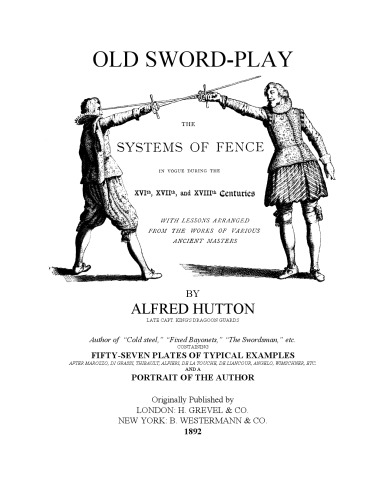 OLD SWORD-PLAY
THE
SYSTEMS OF FENCE
IN VOGUE DURING THE
XVIth, XVIIth, and XVIIIth Centuries
WITH LESSONS ARRANGED
FROM THE WORKS OF VARIOUS
ANCIENT MASTERS
BY
ALFRED HUTTON
LATE CAPT. KING'S DRAGOON GUARDS
Author of "Cold steel," "Fixed Bayonets," "The Swordsman," etc.
CONTAINING
FIFTY-SEVEN PLATES OF TYPICAL EXAMPLES
AFTER MAROZZO, DI GRASSI, THIBAULT, ALFIERI, DE LA TOUCHE, DE LIANCOUR, ANGELO, ETC.
AND A
PORTRAIT OF THE AUTHOR
Originally Published by
LONDON: H. GREVEL & CO.
NEW YORK: B. WESTERMANN & CO.
1892